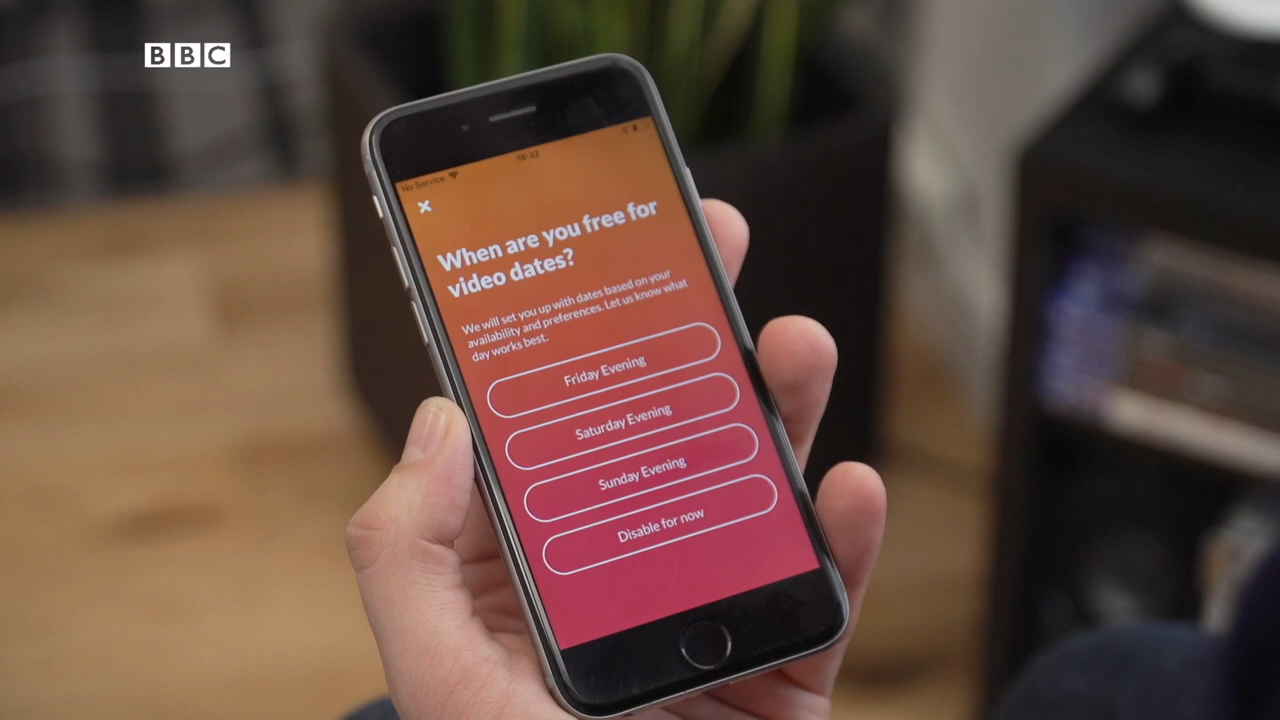 BBC
No Service
16:32
When are you free for
video dates?
We will set you up with dates based on your
availability and preferences. Let us know what
day works best.
Friday Evening
Saturday Evening
Sunday Evening
Disable for now